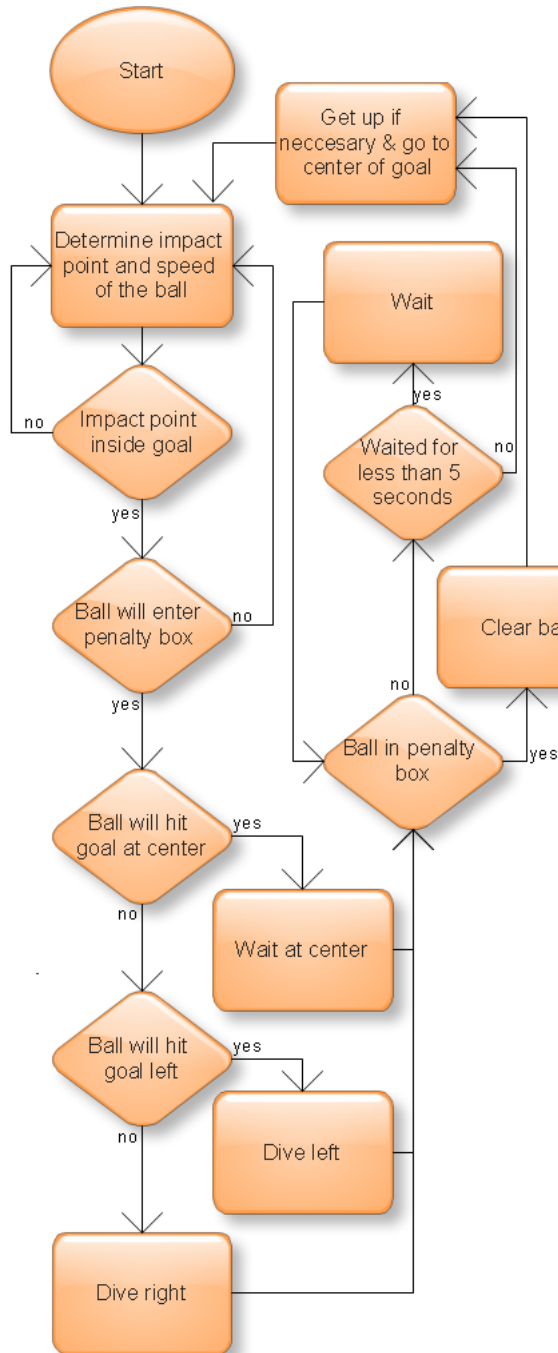 Start
Get up if
neccesary & go to
center of goal
Determine impact
point and speed
of the ball
Wait
no
Impact point
inside goal
yes
Waited for
less than 5
seconds
no
yes
Ball will enter
penalty box
no
Clear ba
yes
no
Ball in penalty
box
yes
Ball will hit
goal at center
yes
no
Wait at center
Ball will hit
goal left
yes
no
Dive left
Dive right